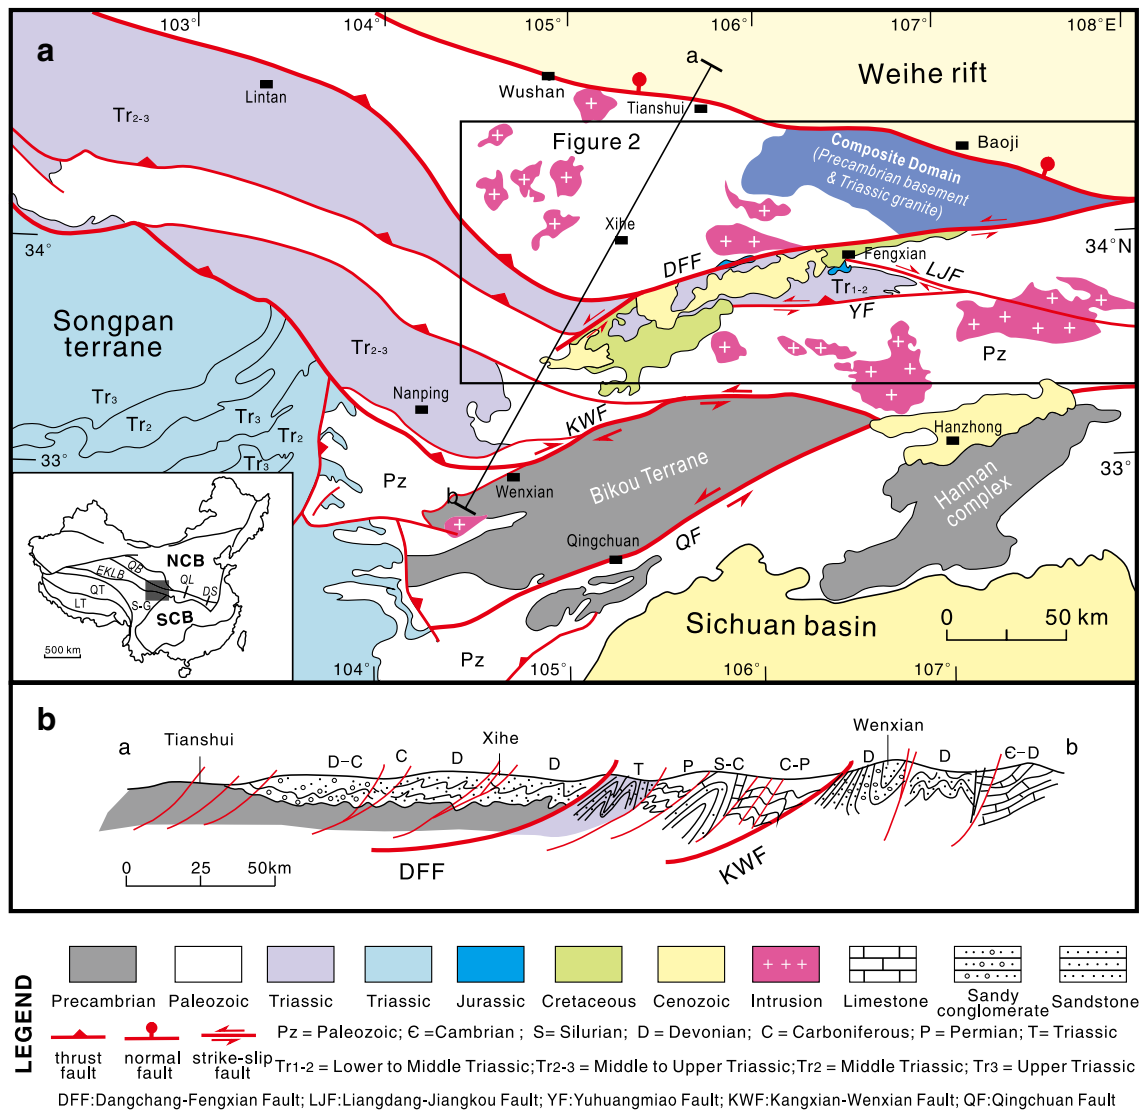 a
103°
104°
105°
106°
107°
108°E
a
Weihe rift
Lintan
Wushan
Tianshui
Tr2-3
Figure 2
Composite Domain
(Precambrian basement
& Triassic
granite)
Baoji
Xihe
34°
34°N
DFF
Fengxian
LJF
Tr1-2
YF
Songpan
terrane
Tr2-3
Pz
Nanping
Tr3
Tr2
Tr3
Tr2
Tr3
KWF
Hanzhong
33°
33°
Pz
Wenxian
Bikou Terrane
Hannan
complex
b
Qingchuan
QF
NCB
QB
EKLB
QL
QT
DS
LT
S-G
SCB
500 km
Sichuan basin
0
50 km
Pz
104°
105°
106°
107°
b
a
Tianshui
Xihe
Wenxian
b
D–C
C
D
D
T
P
S-C
C-P
D
D
Є–D
DFF
KWF
0
25
50km
LEGEND
Precambrian
Paleozoic
Triassic
Triassic
Jurassic
Cretaceous
Cenozoic
Intrusion
Limestone
Sandy
conglomerate
Sandstone
thrust
fault
normal
fault
strike-slip
fault
Pz = Paleozoic; Є =Cambrian ; S= Silurian; D = Devonian; C = Carboniferous; P = Permian; T= Triassic
Tr1-2 = Lower to Middle Triassic;Tr2-3 = Middle to Upper Triassic;Tr2 = Middle Triassic; Tr3 = Upper Triassic
DFF:Dangchang-Fengxian Fault; LJF:Liangdang-Jiangkou Fault; YF:Yuhuangmiao Fault; KWF:Kangxian-Wenxian Fault; QF:Qingchuan Fault